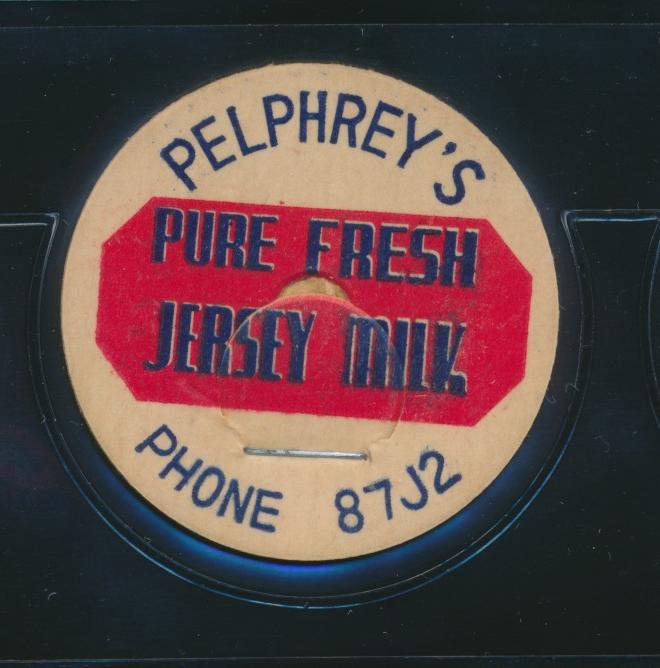 PELPHREY'S
PURE FRESH
JERSEY MILK
PHONE 87J2